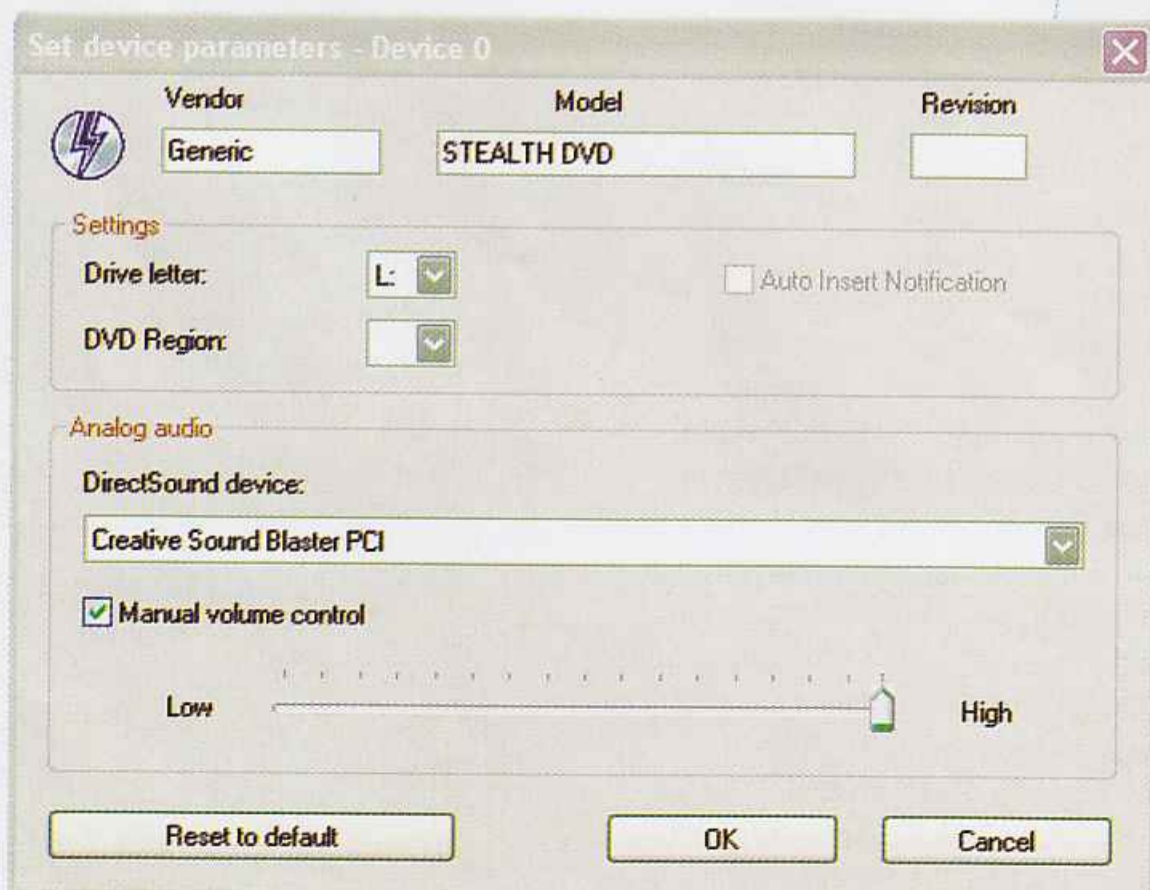 Set device parameters - Device 0
Vendor Model Revision
Generic STEALTH DVD
Settings
Drive letter: L: Auto Insert Notification
DVD Region:
Analog audio
DirectSound device:
Creative Sound Blaster PCI
Manual volume control
Low High
Reset to default OK Cancel